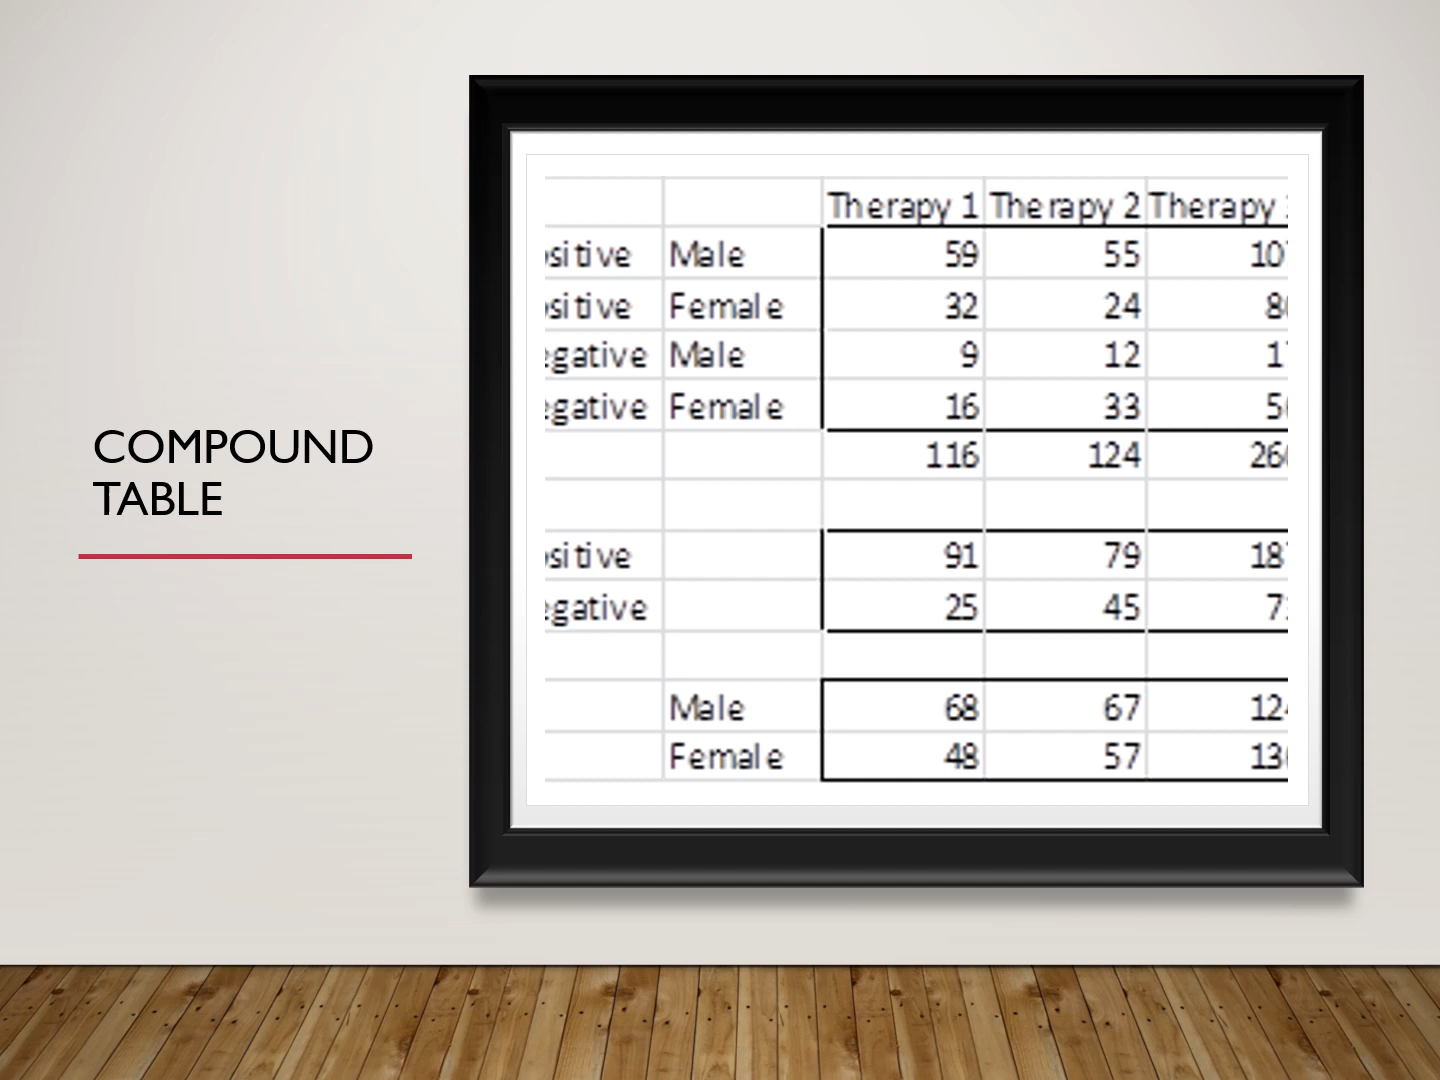 COMPOUND
TABLE
Therapy 1 Therapy 2 Therapy
Male 59 55
Female 32 24
Male 9 12
Female 16 33
116 124
91 79
25 45
Male 68 67
Female 48 57